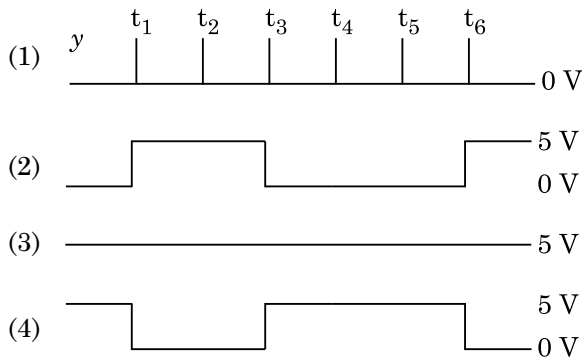 t1 t2 t3 t4 t5 t6
(1) y 0 V
(2) 5 V
0 V
(3) 5 V
5 V
(4) 0 V